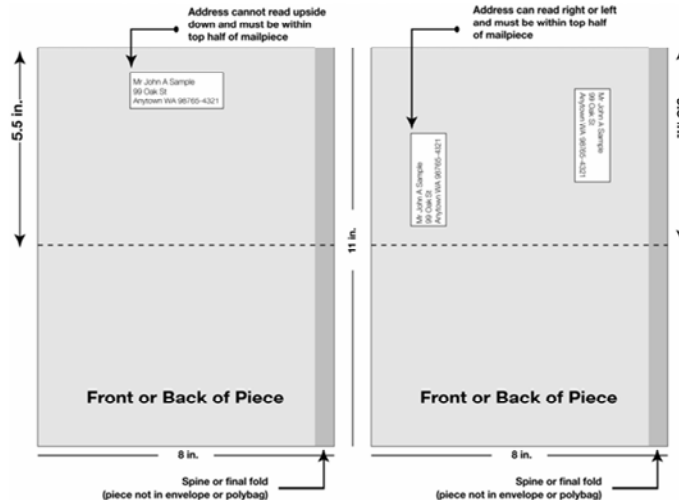 Address cannot read upside
down and must be within
top half of mailpiece
Mr John A Sample
99 Oak St
Anytown WA 98765-4321
5.5 in.
Front or Back of Piece
8 in.
Spine or final fold
(piece not in envelope or polybag)
11 in.
Address can read right or left
and must be within top half
of mailpiece
Mr John A Sample
99 Oak St
Anytown WA 98765-4321
Mr John A Sample
99 Oak St
Anytown WA 98765-4321
Front or Back of Piece
8 in.
Spine or final fold
(piece not in envelope or polybag)